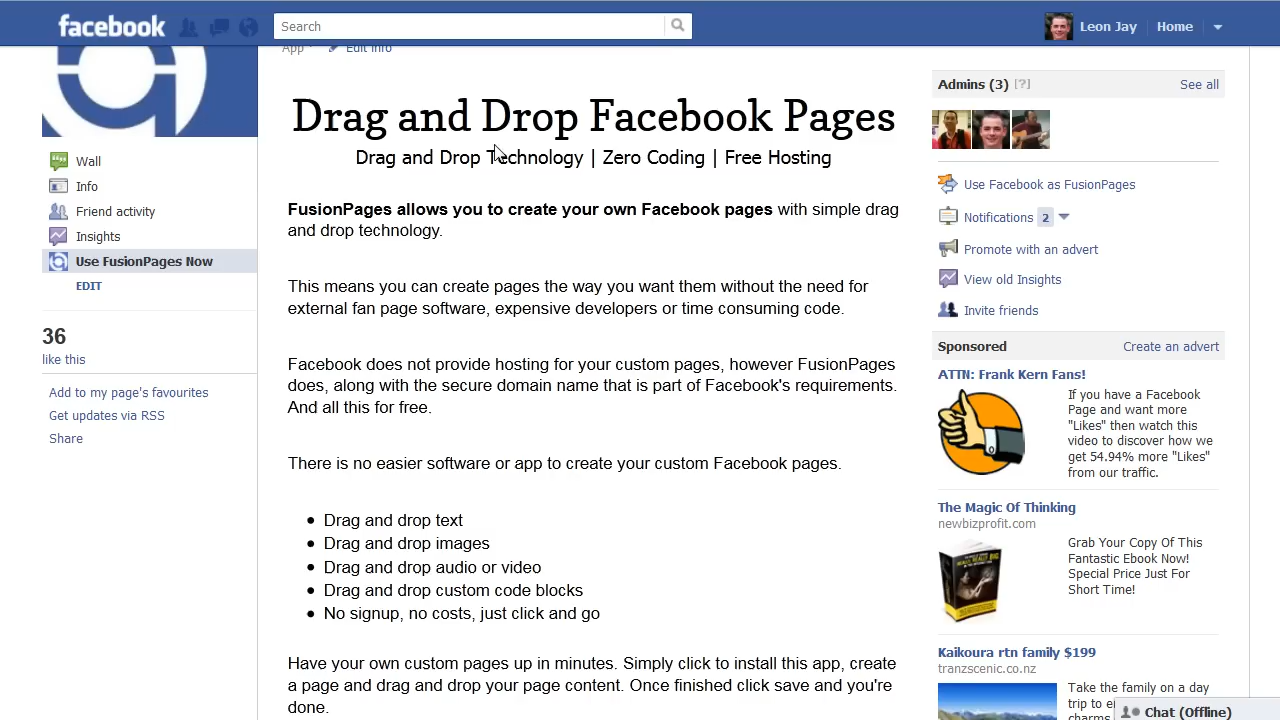 facebook
Search
Leon Jay
Home
App
Edit Info
Wall
Info
Friend activity
Insights
Use FusionPages Now
EDIT
36
like this
Add to my page's favourites
Get updates via RSS
Share
Drag and Drop Facebook Pages
Drag and Drop Technology | Zero Coding | Free Hosting
FusionPages allows you to create your own Facebook pages with simple drag
and drop technology.
This means you can create pages the way you want them without the need for
external fan page software, expensive developers or time consuming code.
Facebook does not provide hosting for your custom pages, however FusionPages
does, along with the secure domain name that is part of Facebook's requirements.
And all this for free.
There is no easier software or app to create your custom Facebook pages.
• Drag and drop text
• Drag and drop images
• Drag and drop audio or video
• Drag and drop custom code blocks
• No signup, no costs, just click and go
Have your own custom pages up in minutes. Simply click to install this app, create
a page and drag and drop your page content. Once finished click save and you're
done.
Admins (3) [?]
See all
Use Facebook as FusionPages
Notifications 2
Promote with an advert
View old Insights
Invite friends
Sponsored
Create an advert
ATTN: Frank Kern Fans!
If you have a Facebook
Page and want more
"Likes" then watch this
video to discover how we
get 54.94% more "Likes"
from our traffic.
The Magic Of Thinking
newbizprofit.com
Grab Your Copy Of This
Fantastic Ebook Now!
Special Price Just For
Short Time!
Kaikoura rtn family $199
tranzscenic.co.nz
Take the family on a day
trip to
Chat (Offline)